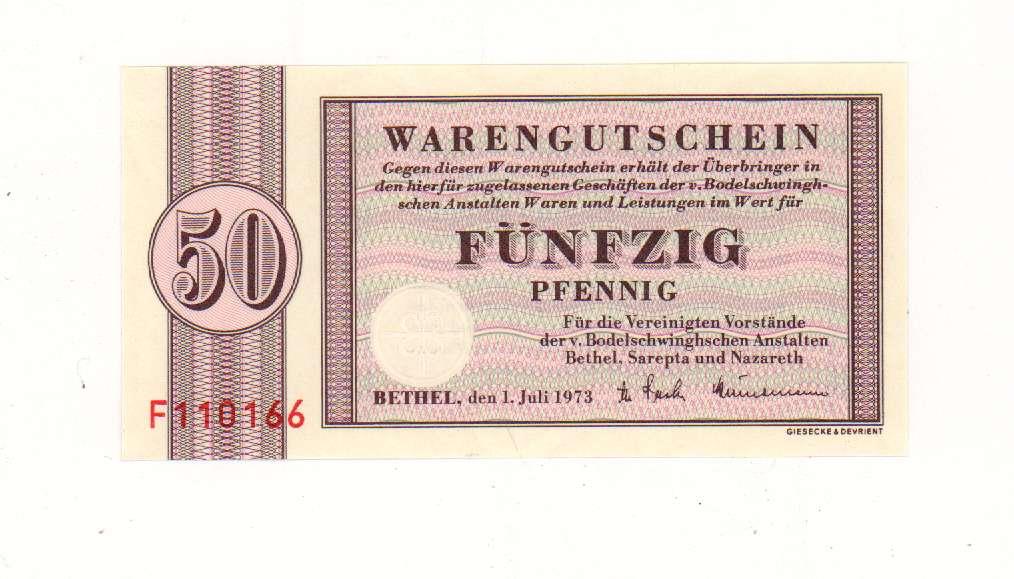 WARENGUTSCHEIN
Gegen diesen Warengutschein erhält der Überbringer in
den hierfür zugelassenen Geschäften der v. Bodelschwingh-
schen Anstalten Waren und Leistungen im Wert für
50
FÜNFZIG
PFENNIG
Für die Vereinigten Vorstände
der v. Bodelschwinghschen Anstalten
Bethel, Sarepta und Nazareth
BETHEL, den 1. Juli 1973
F110166
GIESECKE & DEVRIENT